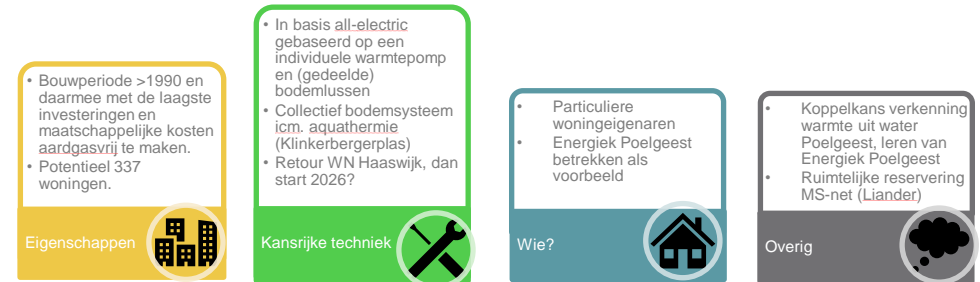 • Bouwperiode >1990 en
daarmee met de laagste
investeringen en
maatschappelijke kosten
aardgasvrij te maken.
• Potentieel 337
woningen.
Eigenschappen
• In basis all-electric
gebaseerd op een
individuele warmtepomp
en (gedeelde)
bodemlussen
• Collectief bodemsysteem
icm. aquathermie
(Klinkerbergerplas)
• Retour WN Haaswijk, dan
start 2026?
Kansrijke techniek
• Particuliere
woningeigenaren
• Energiek Poelgeest
betrekken als
voorbeeld
Wie?
• Koppelkans verkenning
warmte uit water
Poelgeest, leren van
Energiek Poelgeest
• Ruimtelijke reservering
MS-net (Liander)
Overig